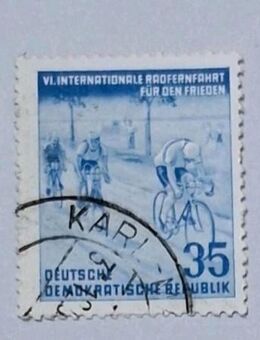 VI. INTERNATIONALE RADFERNFAHRT
FÜR DEN FRIEDEN
KARL-
35
DEUTSCHE
DEMOKRATISCHE REPUBLIK